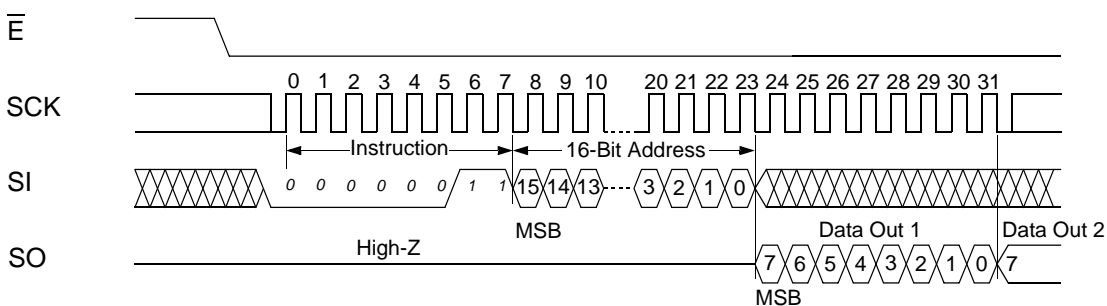 E
0 1 2 3 4 5 6 7 8 9 10 20 21 22 23 24 25 26 27 28 29 30 31
SCK
Instruction 16-Bit Address
SI 0 0 0 0 0 0 1 1 15 14 13 3 2 1 0
MSB Data Out 1 Data Out 2
High-Z
SO 7 6 5 4 3 2 1 0 7
MSB